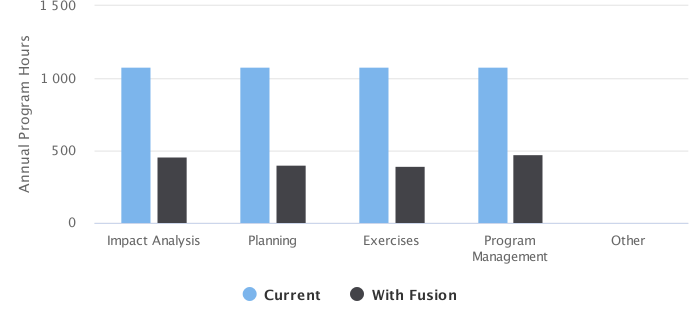 1 500
1 000
500
0
Annual Program Hours
Impact Analysis
Planning
Exercises
Program
Management
Other
Current
With Fusion